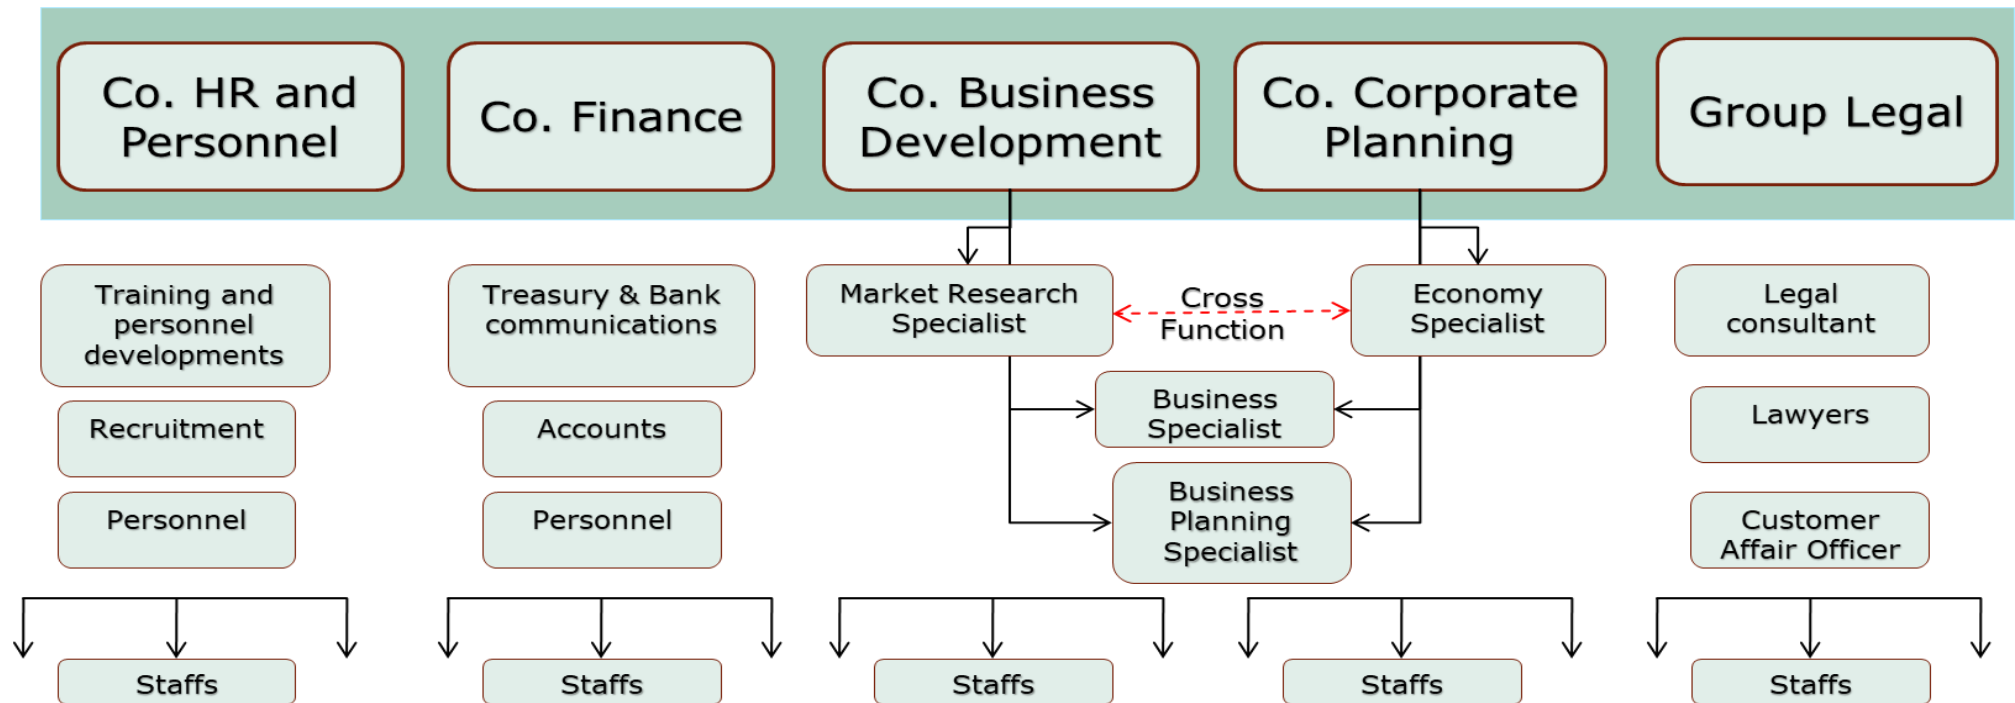 Co. HR and
Personnel
Co. Finance
Co. Business
Development
Co. Corporate
Planning
Group Legal
Training and
personnel
developments
Treasury & Bank
communications
Market Research
Specialist
Cross
Function
Economy
Specialist
Legal
consultant
Recruitment
Accounts
Business
Specialist
Lawyers
Personnel
Personnel
Business
Planning
Specialist
Customer
Affair Officer
Staffs
Staffs
Staffs
Staffs
Staffs